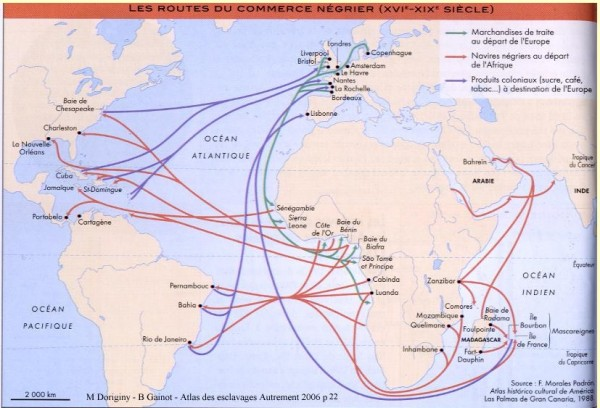 LES ROUTES DU COMMERCE NÉGRIER (XVIe-XIXe SIÈCLE)
Marchandises de traite
au départ de l'Europe
Navires négriers au départ
de l'Afrique
Produits coloniaux (sucre, café,
tabac...) à destination de l'Europe
Londres
Liverpool
Bristol
Copenhague
Amsterdam
Le Havre
Nantes
La Rochelle
Bordeaux
Lisbonne
Baie de
Chesapeake
Charleston
La Nouvelle-
Orléans
OCÉAN
ATLANTIQUE
Cuba
Jamaïque
St-Domingue
Portobelo
Cartagène
Bahrein
ARABIE
INDE
Tropique
du Cancer
Sénégambie
Sierra
Leone
Côte
de l'Or
Baie du
Bénin
Baie du
Biafra
São Tomé
et Principe
Cabinda
Luanda
Équateur
OCÉAN
INDIEN
Zanzibar
Comores
Mozambique
Quelimane
Inhambane
Baie de
Radama
Foulpointe
MADAGASCAR
Fort-
Dauphin
Île
Bourbon
Île
de France
Mascareignes
Tropique
du Capricorne
Pernambouc
Bahia
Rio de Janeiro
OCÉAN
PACIFIQUE
2 000 km
M Doriginy - B Gainot - Atlas des esclavages Autrement 2006 p 22
Source : F. Morales Padrón
Atlas histórico cultural de América
Las Palmas de Gran Canaria, 1988